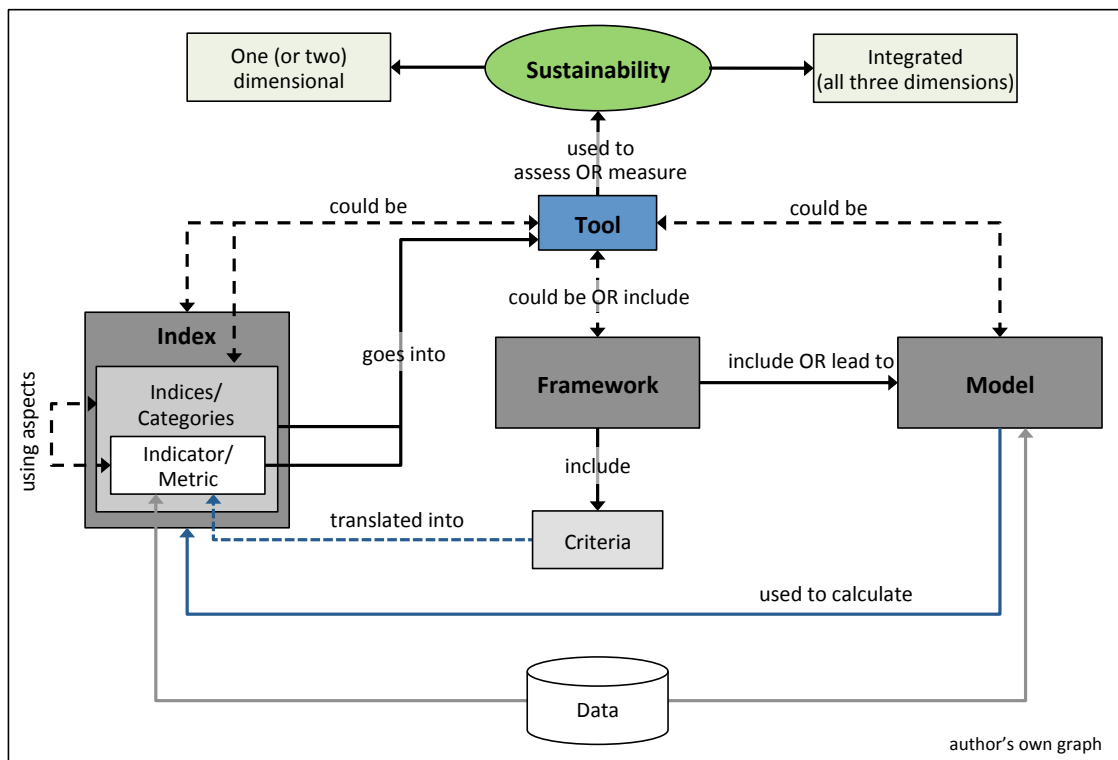 One (or two)
dimensional
Sustainability
Integrated
(all three dimensions)
used to
assess OR measure
could be
Tool
could be
could be OR include
Index
goes into
Framework
include OR lead to
Model
using aspects
Indices/
Categories
Indicator/
Metric
include
translated into
Criteria
used to calculate
Data
author's own graph